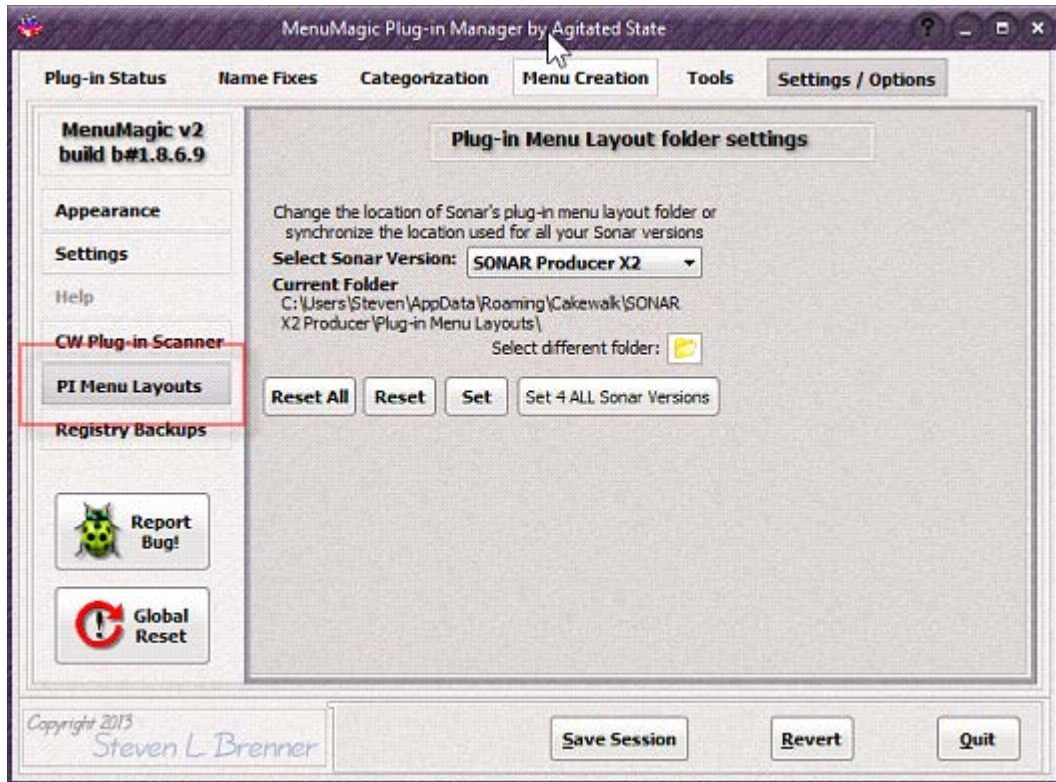 MenuMagic Plug-in Manager by Agitated State
?
Plug-in Status Name Fixes Categorization Menu Creation Tools Settings / Options
MenuMagic v2
build b#1.8.6.9
Appearance
Settings
Help
CW Plug-in Scanner
PI Menu Layouts
Registry Backups
Report
Bug!
Global
Reset
Plug-in Menu Layout folder settings
Change the location of Sonar's plug-in menu layout folder or
synchronize the location used for all your Sonar versions
Select Sonar Version: SONAR Producer X2
Current Folder
C:\Users\Steven\AppData\Roaming\Cakewalk\SONAR
X2 Producer\Plug-in Menu Layouts\
Select different folder:
Reset All Reset Set Set 4 ALL Sonar Versions
Copyright 2013
Steven L Brenner
Save Session Revert Quit